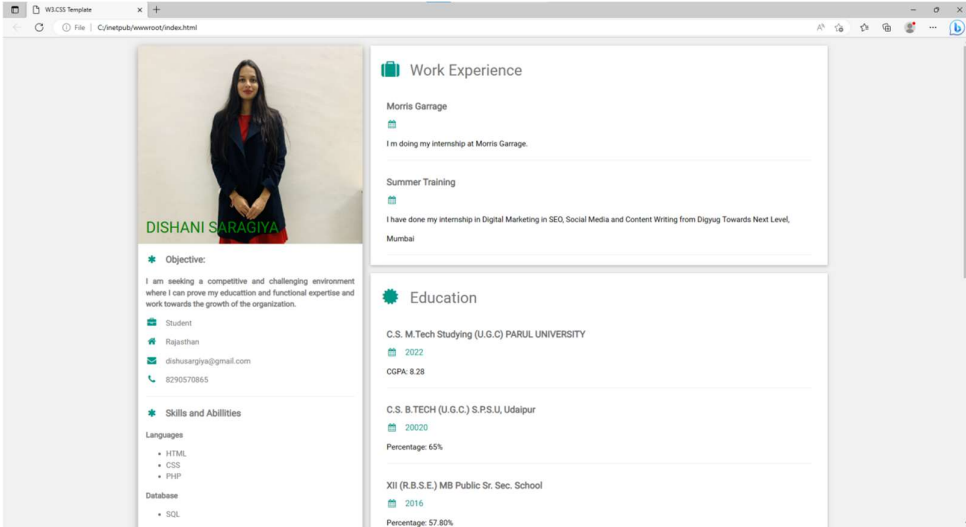 W3.CSS Template
File
C:/inetpub/wwwroot/index.html
DISHANI SARAGIYA
Objective:
I am seeking a competitive and challenging environment
where I can prove my educattion and functional expertise and
work towards the growth of the organization.
Student
Rajasthan
dishusargiya@gmail.com
8290570865
Skills and Abillities
Languages
HTML
CSS
PHP
Database
SQL
Work Experience
Morris Garrage
I m doing my internship at Morris Garrage.
Summer Training
I have done my internship in Digital Marketing in SEO, Social Media and Content Writing from Digyug Towards Next Level,
Mumbai
Education
C.S. M.Tech Studying (U.G.C) PARUL UNIVERSITY
2022
CGPA: 8.28
C.S. B.TECH (U.G.C.) S.P.S.U, Udaipur
20020
Percentage: 65%
XII (R.B.S.E.) MB Public Sr. Sec. School
2016
Percentage: 57.80%